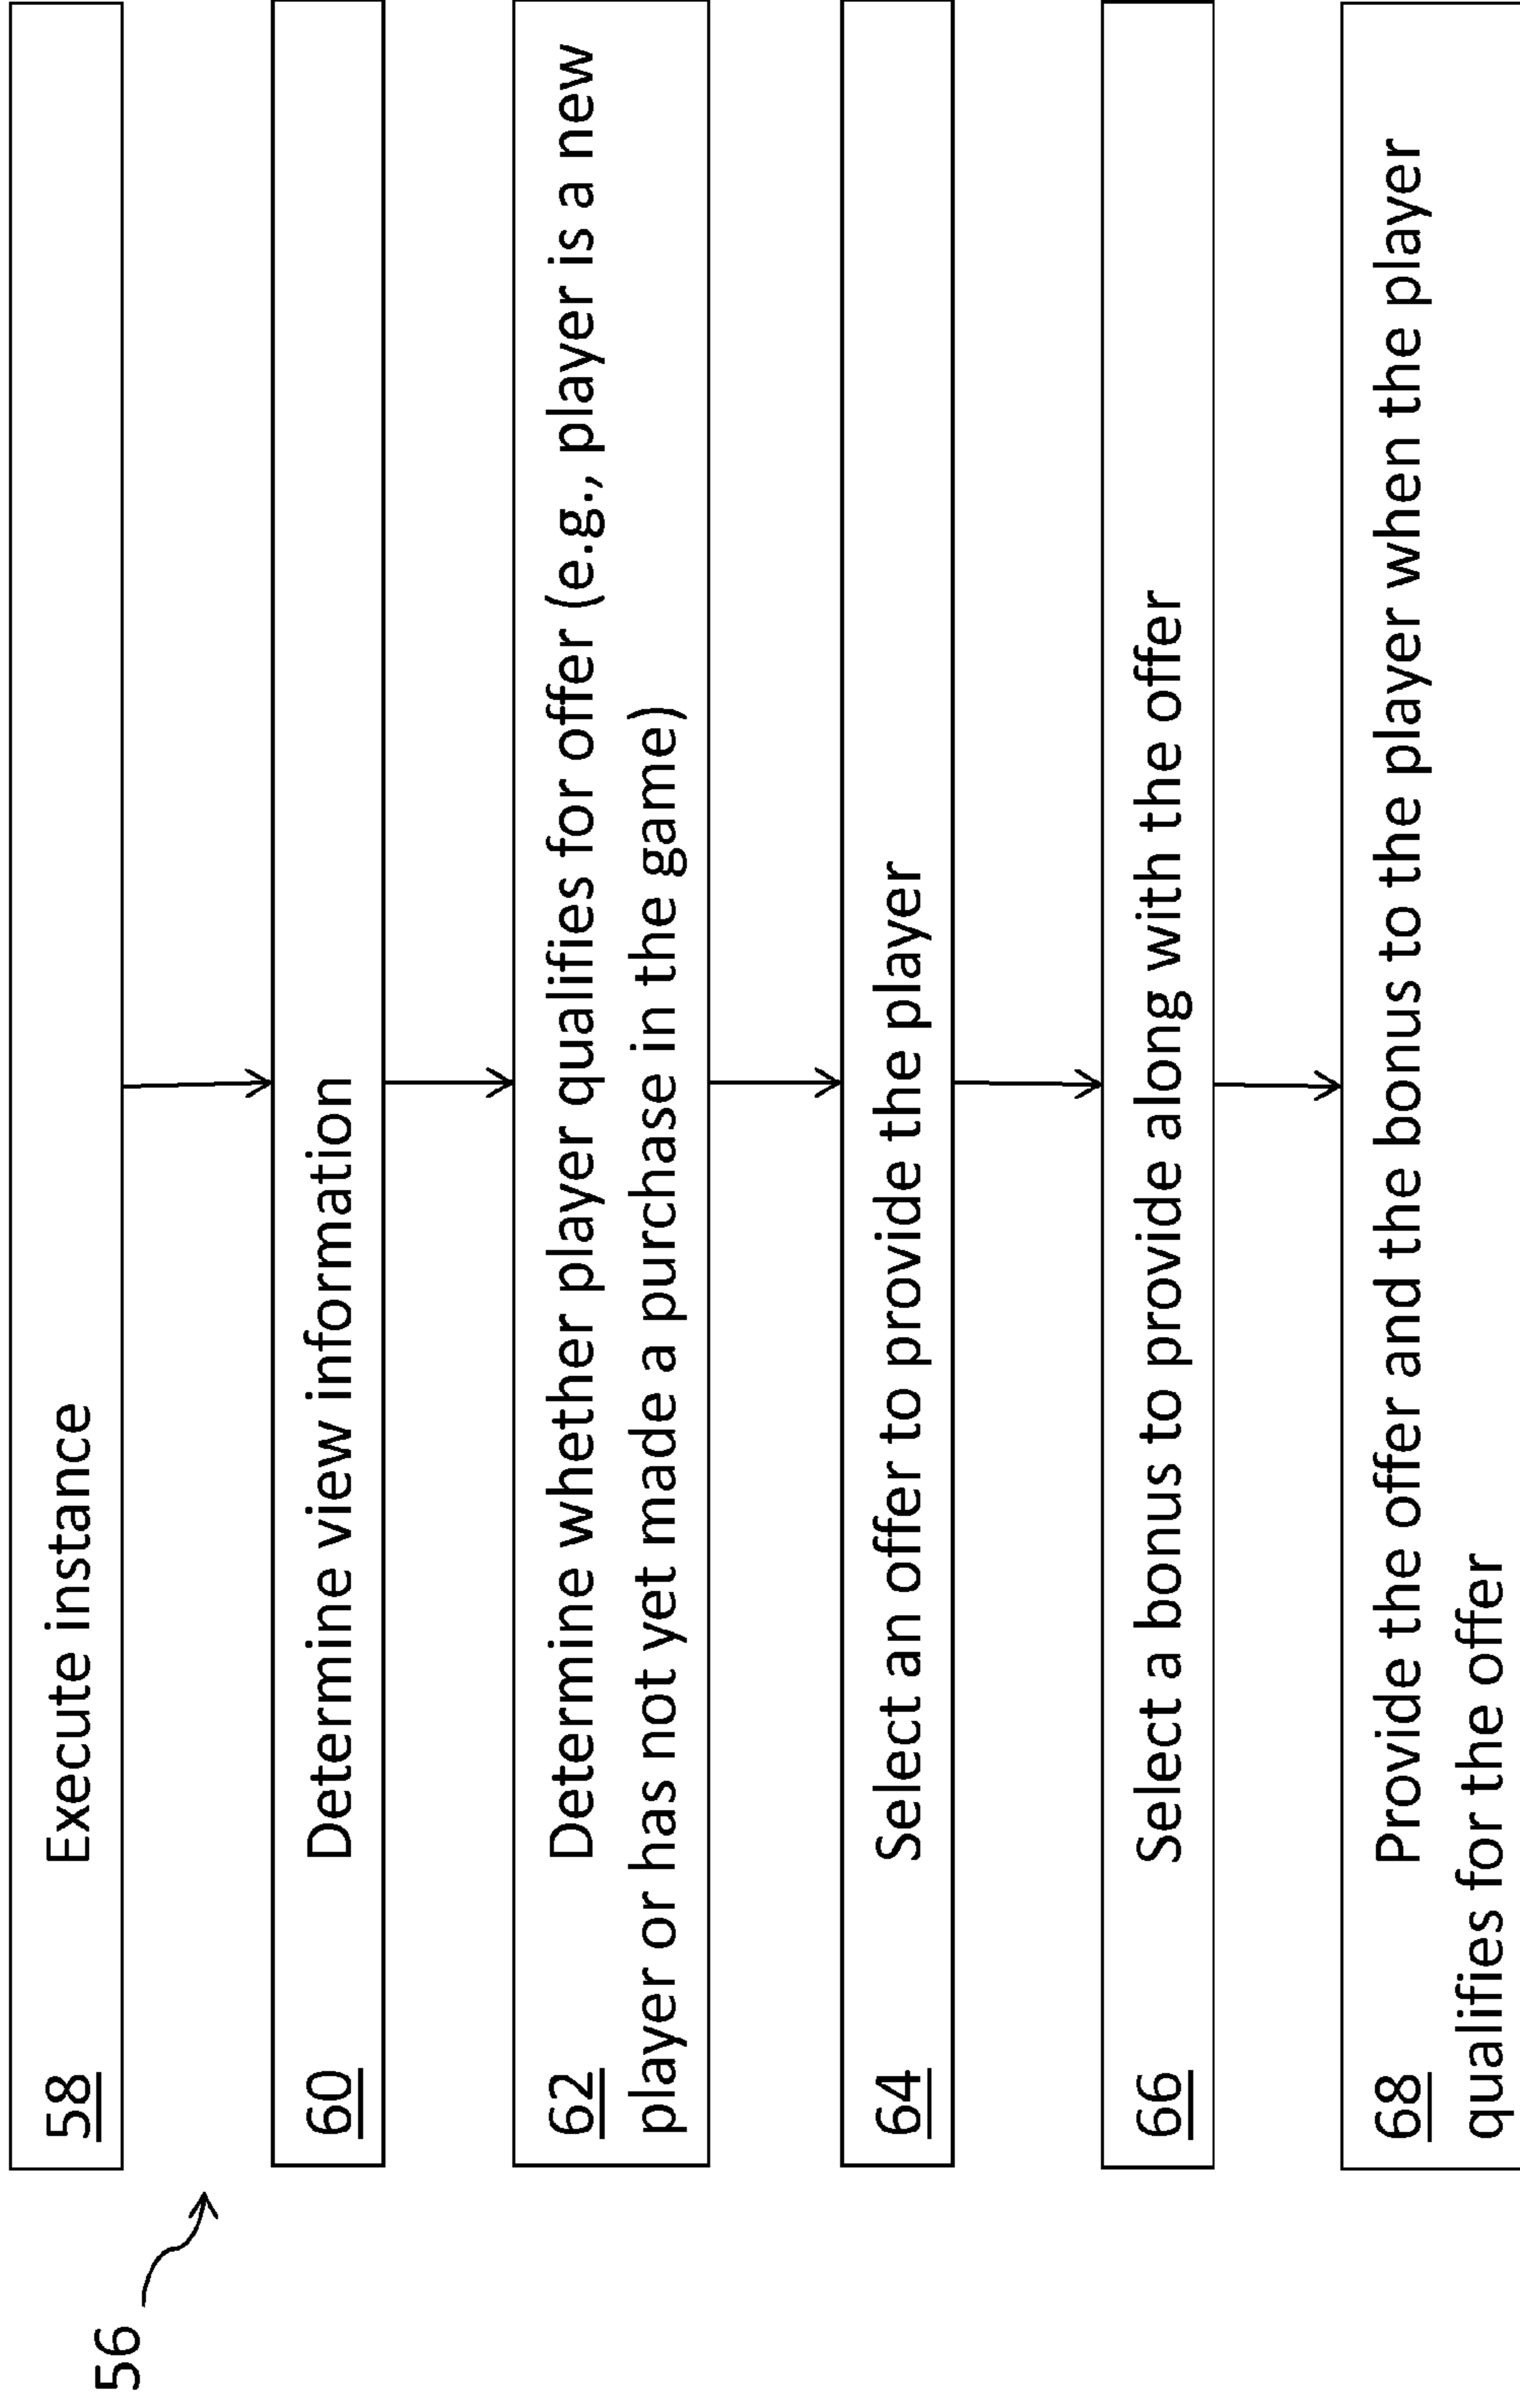 56
58 Execute instance
60 Determine view information
62 Determine whether player qualifies for offer (e.g., player is a new
player or has not yet made a purchase in the game)
64 Select an offer to provide the player
66 Select a bonus to provide along with the offer
68 Provide the offer and the bonus to the player when the player
qualifies for the offer